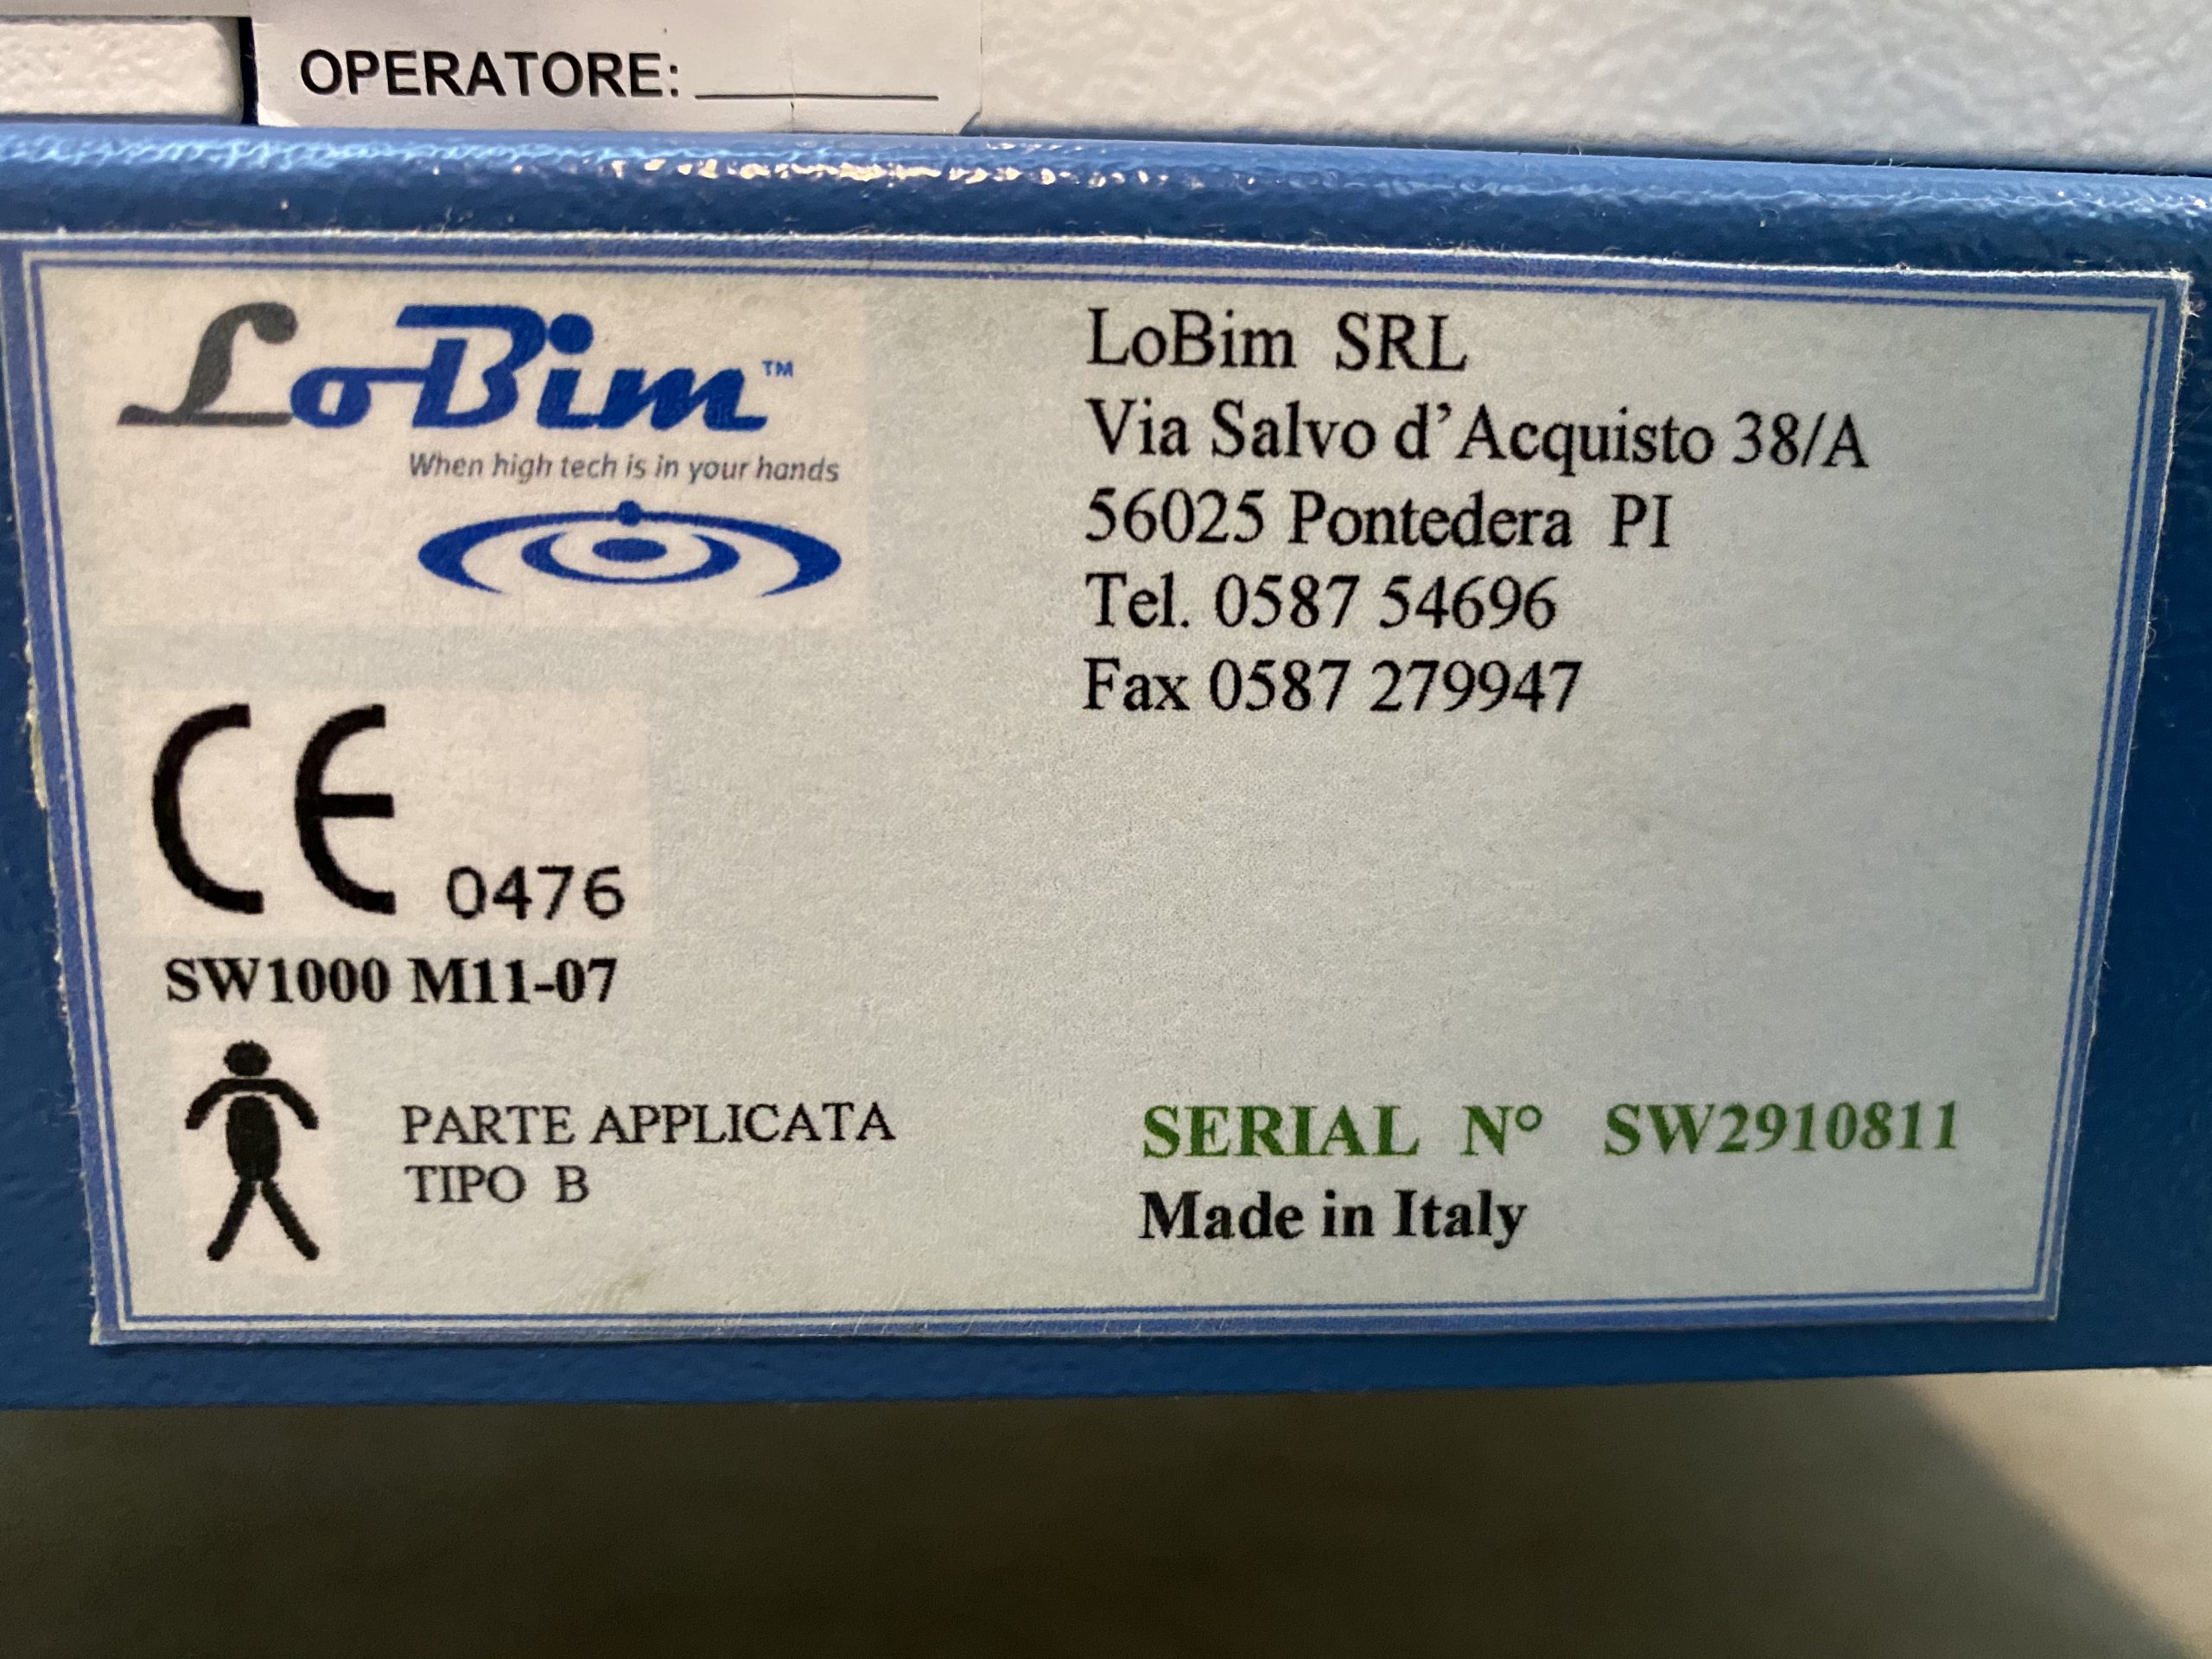 OPERATORE: ________
LoBim™
When high tech is in your hands
LoBim SRL
Via Salvo d'Acquisto 38/A
56025 Pontedera PI
Tel. 0587 54696
Fax 0587 279947
CE 0476
SW1000 M11-07
PARTE APPLICATA
TIPO B
SERIAL N° SW2910811
Made in Italy